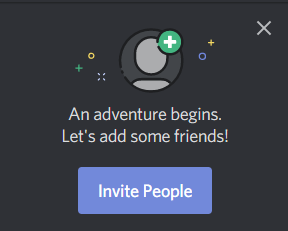 An adventure begins.
Let's add some friends!
Invite People